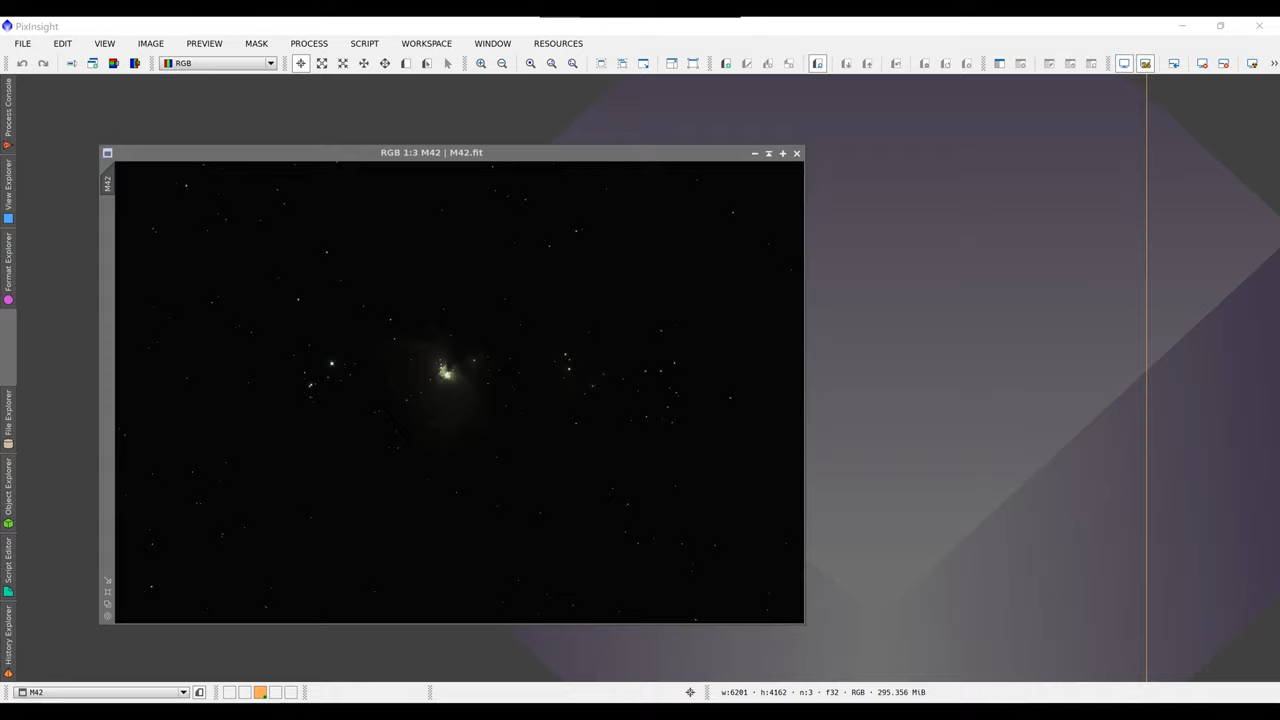 PixInsight
FILE EDIT VIEW IMAGE PREVIEW MASK PROCESS SCRIPT WORKSPACE WINDOW RESOURCES
RGB
Process Console
View Explorer
Format Explorer
File Explorer
Object Explorer
Script Editor
History Explorer
RGB 1:3 M42 | M42.fit
M42
M42
w:6201 · h:4162 · n:3 · f32 · RGB · 295.356 MiB